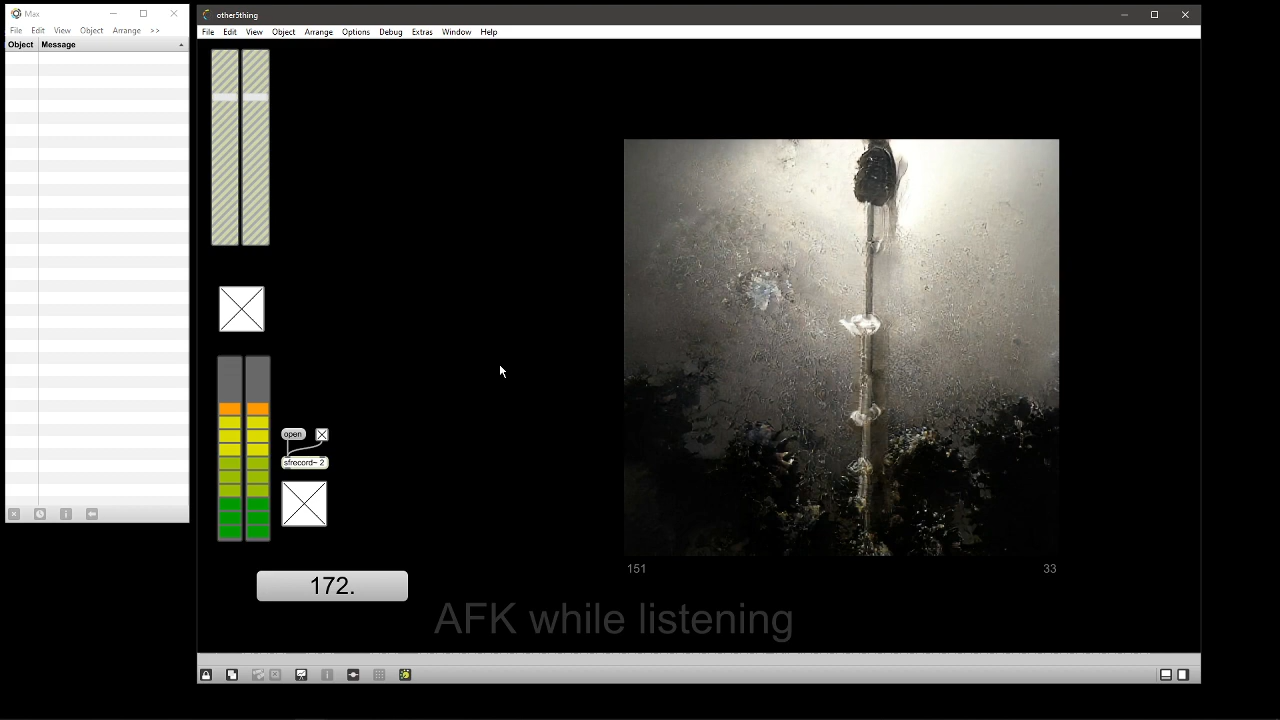 Max
File Edit View Object Arrange >>
Object Message
other5thing
File Edit View Object Arrange Options Debug Extras Window Help
open
sfrecord~ 2
151
33
172.
AFK while listening